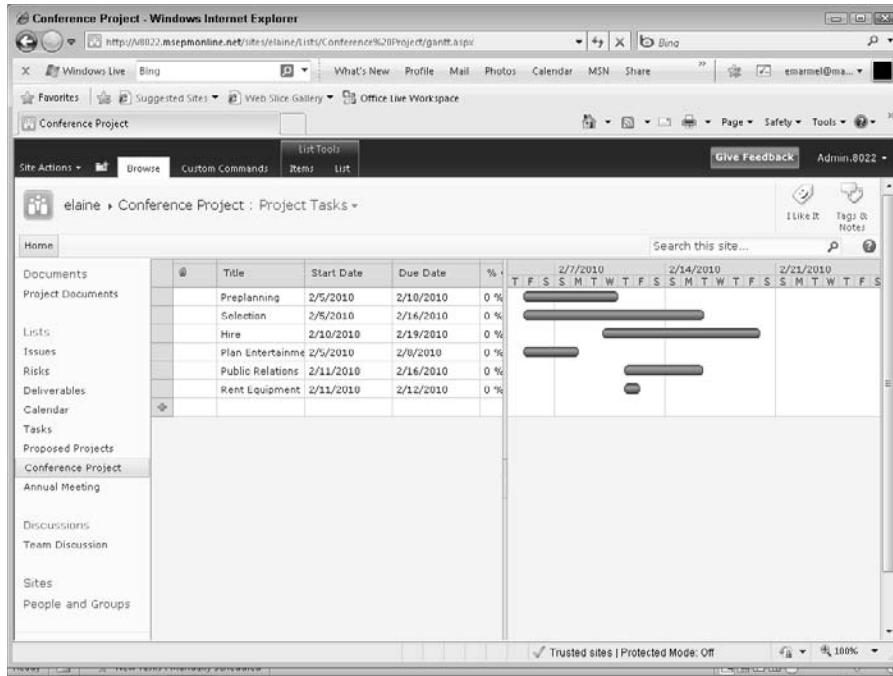 Conference Project - Windows Internet Explorer
http://v8022.msepmonline.net/sites/elaine/Lists/Conference%20Project/gantt.aspx
Bing
Windows Live Bing What's New Profile Mail Photos Calendar MSN Share emarmel@ma...
Favorites Suggested Sites Web Slice Gallery Office Live Workspace
Conference Project Page Safety Tools
List Tools
Site Actions Browse Custom Commands Items List Give Feedback Admin.8022
elaine Conference Project : Project Tasks
I Like It Tags & Notes
Home Search this site...
Documents
Project Documents
Lists
Issues
Risks
Deliverables
Calendar
Tasks
Proposed Projects
Conference Project
Annual Meeting
Discussions
Team Discussion
Sites
People and Groups
Title Start Date Due Date %
2/7/2010 2/14/2010 2/21/2010
T F S S M T W T F S S M T W T F S S M T W T F S
Preplanning 2/5/2010 2/10/2010 0 %
Selection 2/5/2010 2/16/2010 0 %
Hire 2/10/2010 2/19/2010 0 %
Plan Entertainme 2/5/2010 2/8/2010 0 %
Public Relations 2/11/2010 2/16/2010 0 %
Rent Equipment 2/11/2010 2/12/2010 0 %
Trusted sites | Protected Mode: Off 100%